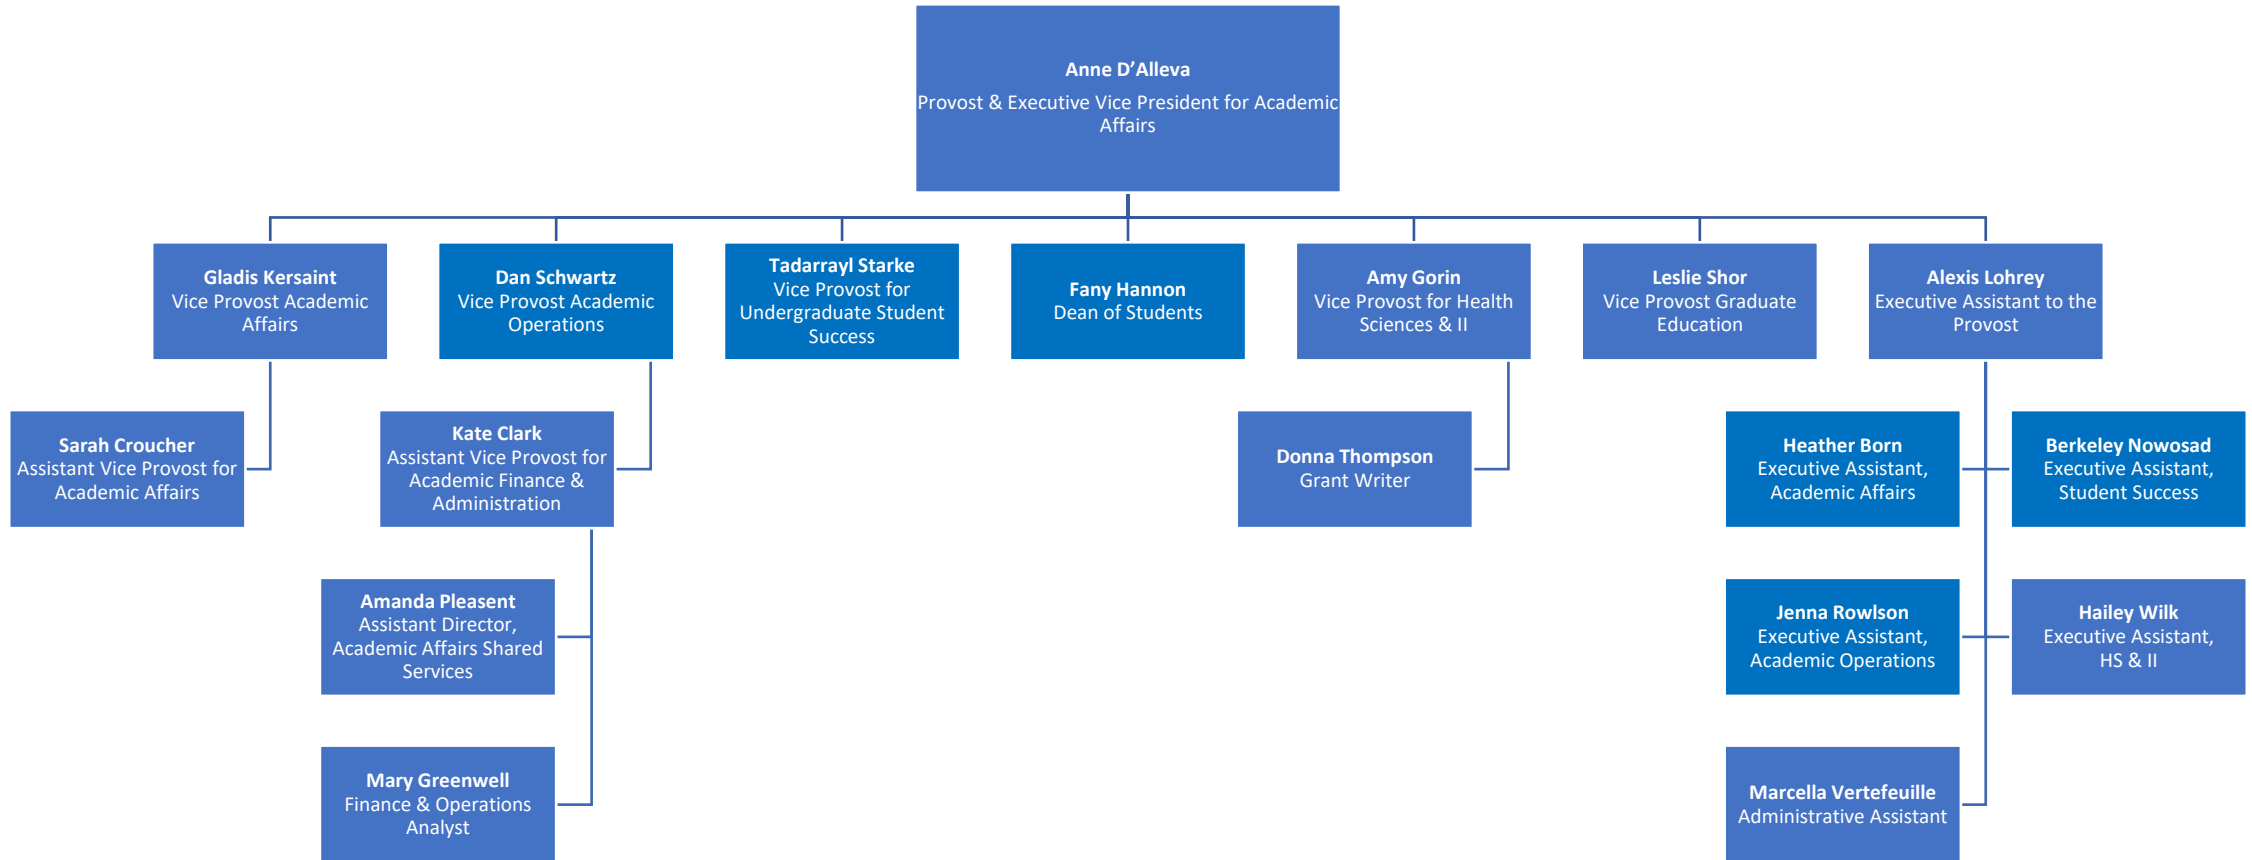 Anne D’Alleva
Provost & Executive Vice President for Academic
Affairs
Gladis Kersaint
Vice Provost Academic
Affairs
Dan Schwartz
Vice Provost Academic
Operations
Tadarrayl Starke
Vice Provost for
Undergraduate Student
Success
Fany Hannon
Dean of Students
Amy Gorin
Vice Provost for Health
Sciences & II
Leslie Shor
Vice Provost Graduate
Education
Alexis Lohrey
Executive Assistant to the
Provost
Sarah Croucher
Assistant Vice Provost for
Academic Affairs
Kate Clark
Assistant Vice Provost for
Academic Finance &
Administration
Donna Thompson
Grant Writer
Heather Born
Executive Assistant,
Academic Affairs
Berkeley Nowosad
Executive Assistant,
Student Success
Amanda Pleasent
Assistant Director,
Academic Affairs Shared
Services
Jenna Rowlson
Executive Assistant,
Academic Operations
Hailey Wilk
Executive Assistant,
HS & II
Mary Greenwell
Finance & Operations
Analyst
Marcella Vertefeuille
Administrative Assistant